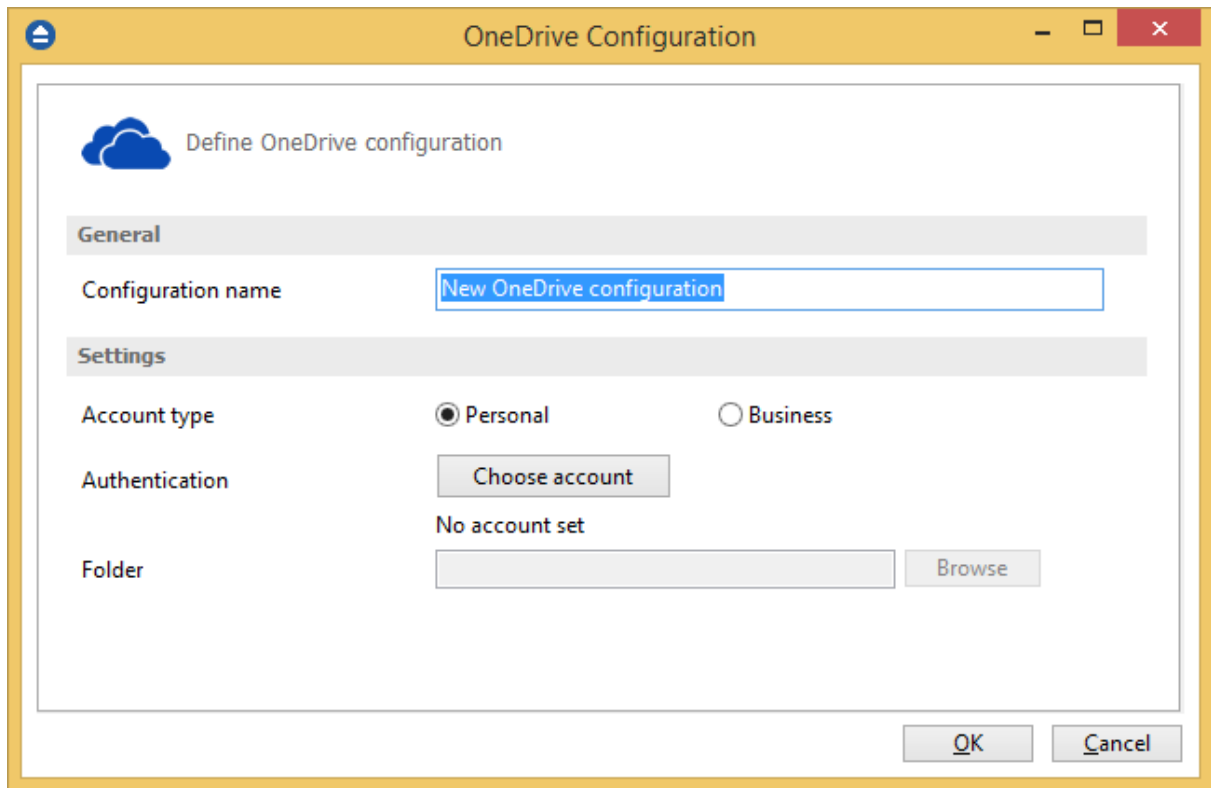 OneDrive Configuration
Define OneDrive configuration
General
Configuration name New OneDrive configuration
Settings
Account type Personal Business
Authentication Choose account
No account set
Folder Browse
OK Cancel